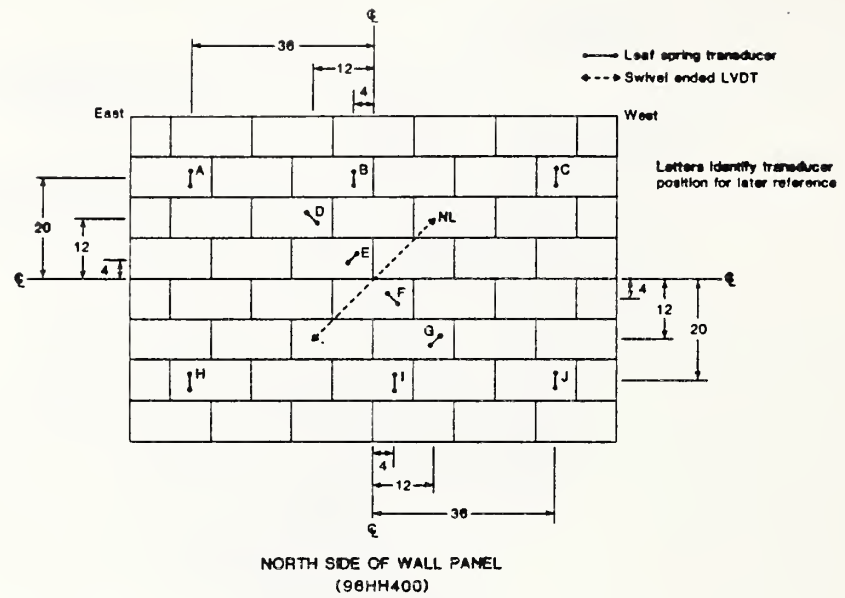 ℄
36
12
4
Leaf spring transducer
Swivel ended LVDT
East
West
A
B
C
Letters identify transducer
position for later reference
D
NL
20
12
E
4
℄
℄
F
4
12
G
20
H
I
J
4
12
36
℄
NORTH SIDE OF WALL PANEL
(96HH400)